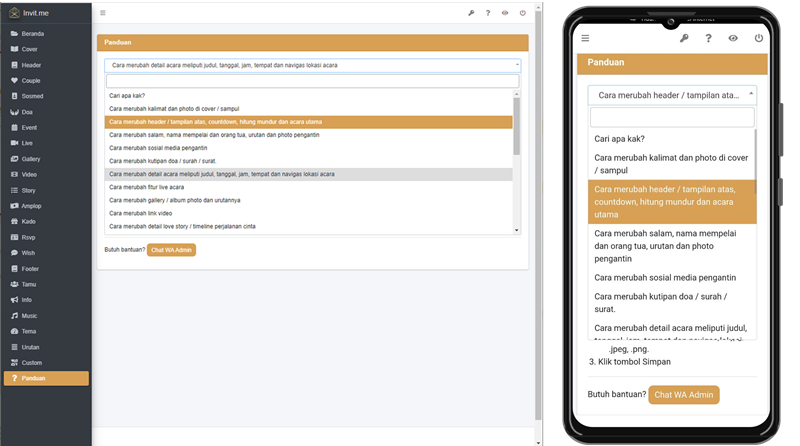 Invit.me
Beranda
Cover
Header
Couple
Sosmed
Doa
Event
Live
Gallery
Video
Story
Amplop
Kado
Rsvp
Wish
Footer
Tamu
Info
Music
Tema
Urutan
Custom
Panduan
Panduan
Cara merubah detail acara meliputi judul, tanggal, jam, tempat dan navigas lokasi acara
Cari apa kak?
Cara merubah kalimat dan photo di cover / sampul
Cara merubah header / tampilan atas, countdown, hitung mundur dan acara utama
Cara merubah salam, nama mempelai dan orang tua, urutan dan photo pengantin
Cara merubah sosial media pengantin
Cara merubah kutipan doa / surah / surat.
Cara merubah detail acara meliputi judul, tanggal, jam, tempat dan navigas lokasi acara
Cara merubah fitur live acara
Cara merubah gallery / album photo dan urutannya
Cara merubah link video
Cara merubah detail love story / timeline perjalanan cinta
Butuh bantuan? Chat WA Admin
Panduan
Cara merubah header / tampilan atas...
Cari apa kak?
Cara merubah kalimat dan photo di cover
/ sampul
Cara merubah header / tampilan atas,
countdown, hitung mundur dan acara
utama
Cara merubah salam, nama mempelai
dan orang tua, urutan dan photo
pengantin
Cara merubah sosial media pengantin
Cara merubah kutipan doa / surah /
surat.
Cara merubah detail acara meliputi judul,
.jpeg, .png.
3. Klik tombol Simpan
Butuh bantuan? Chat WA Admin